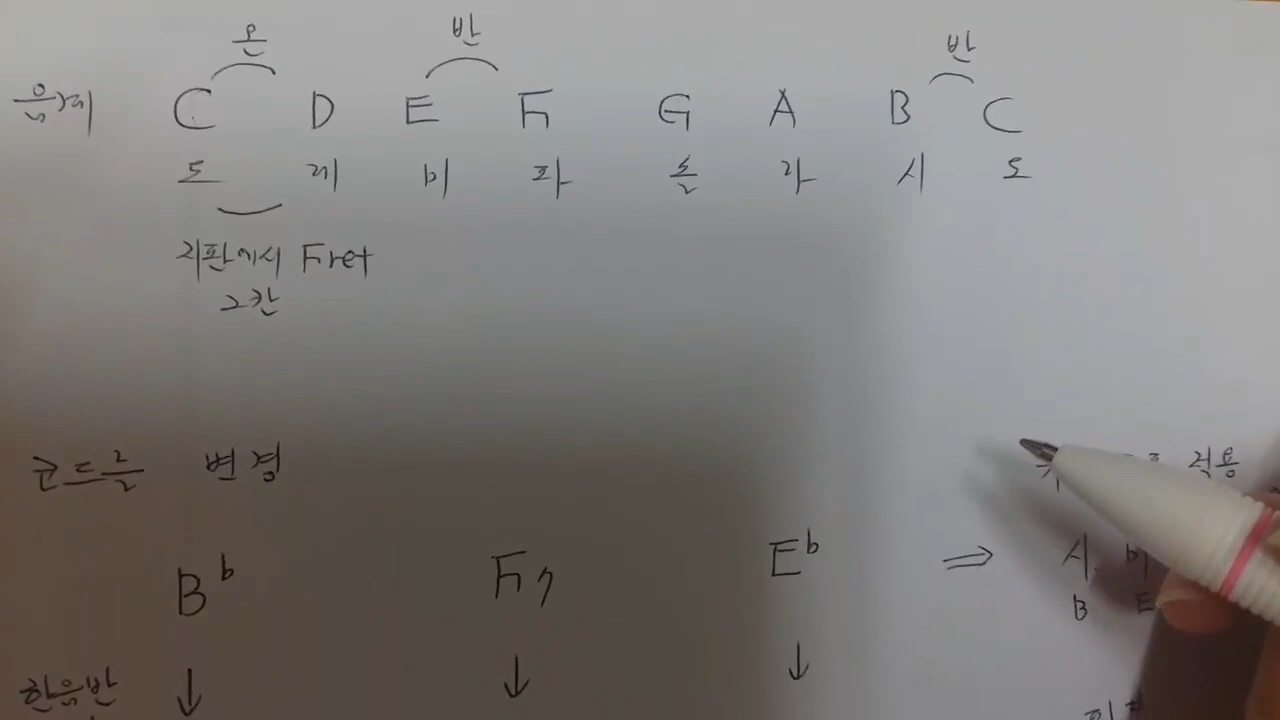 온 반 반
음계 C D E F G A B C
도 레 미 파 솔 라 시 도
지판에서 Fret
2칸
코드를 변경 적용
B♭ F7 E♭ ⇒ 시. 미
B E
한음반 ↓ ↓ ↓